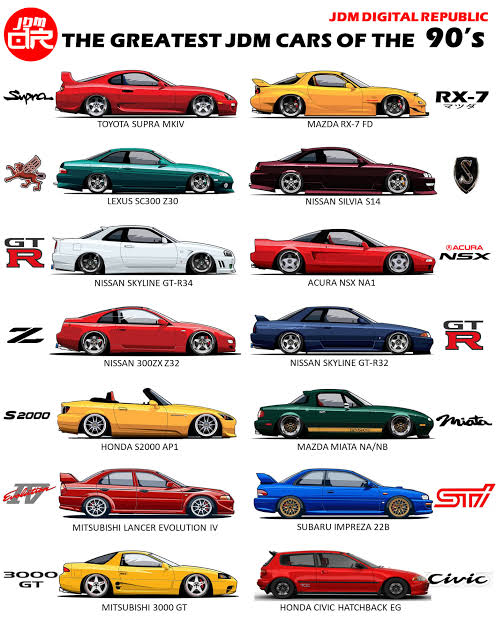 JDM DIGITAL REPUBLIC
JDM
THE GREATEST JDM CARS OF THE 90's
Supra
RX-7
マツダ
TOYOTA SUPRA MKIV
MAZDA RX-7 FD
S
LEXUS SC300 Z30
NISSAN SILVIA S14
GT
R
ACURA
NSX
NISSAN SKYLINE GT-R34
ACURA NSX NA1
Z
GT
R
NISSAN 300ZX Z32
NISSAN SKYLINE GT-R32
S2000
Miata
HONDA S2000 AP1
MAZDA MIATA NA/NB
IV
Evolution
STI
MITSUBISHI LANCER EVOLUTION IV
SUBARU IMPREZA 22B
3000
GT
Civic
MITSUBISHI 3000 GT
HONDA CIVIC HATCHBACK EG